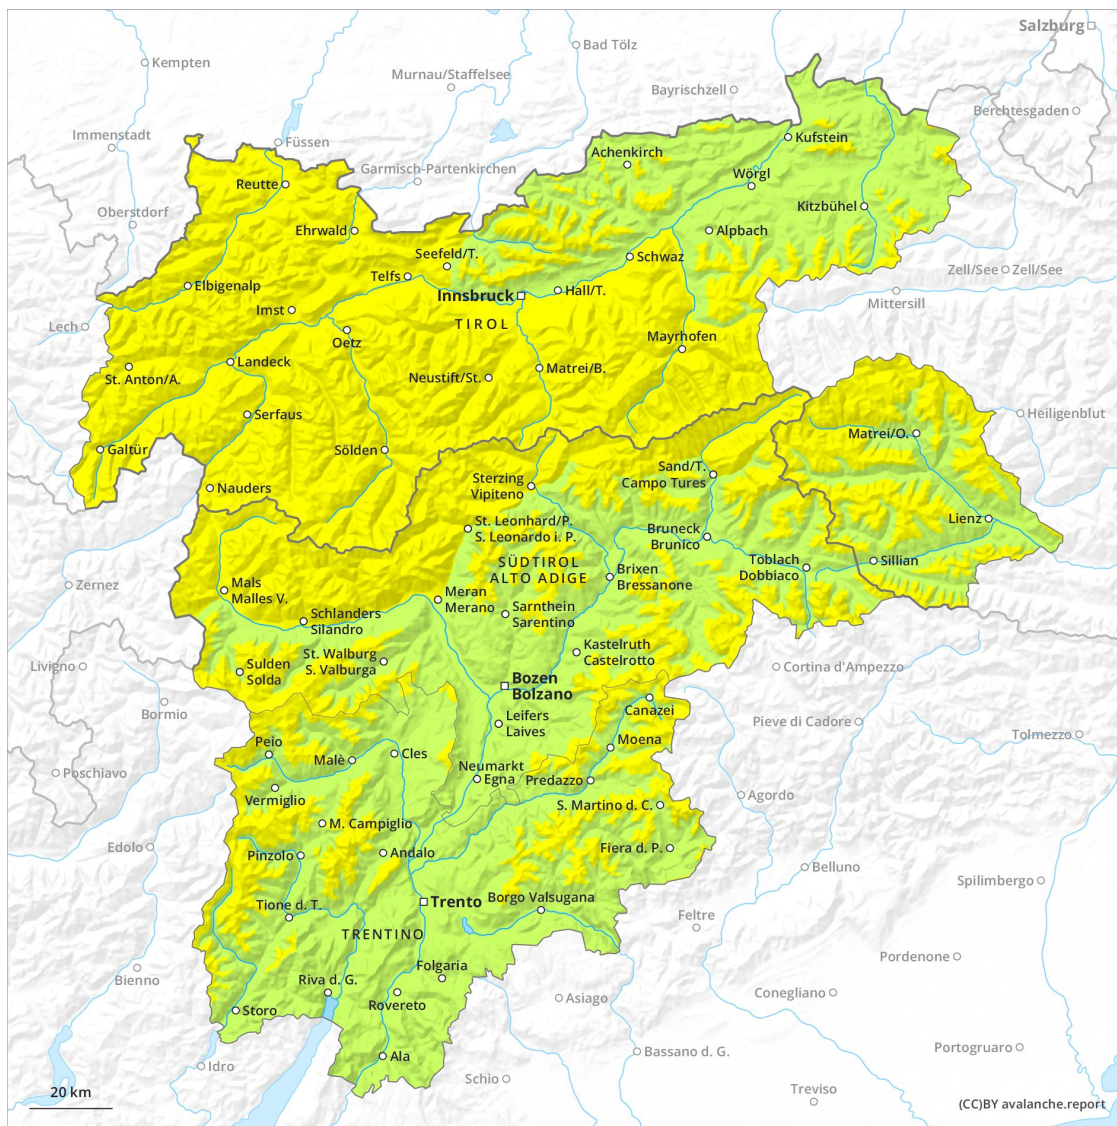 Salzburg
Bad Tölz
Kempten
Murnau/Staffelsee
Bayrischzell
Berchtesgaden
Immenstadt
Füssen
Kufstein
Achenkirch
Garmisch-Partenkirchen
Wörgl
Reutte
Kitzbühel
Oberstdorf
Ehrwald
Alpbach
Seefeld/T.
Schwaz
Telfs
Zell/See
Zell/See
Elbigenalp
Hall/T.
Innsbruck
Mittersill
Imst
TIROL
Lech
Oetz
Mayrhofen
Landeck
Matrei/B.
St. Anton/A.
Neustift/St.
Serfaus
Heiligenblut
Matrei/O.
Galtür
Sölden
Sand/T.
Campo Tures
Sterzing
Vipiteno
Nauders
Lienz
St. Leonhard/P.
S. Leonardo i. P.
Bruneck
Brunico
SÜDTIROL
ALTO ADIGE
Toblach
Dobbiaco
Sillian
Brixen
Bressanone
Zernez
Mals
Malles V.
Meran
Merano
Sarnthein
Sarentino
Schlanders
Silandro
Kastelruth
Castelrotto
St. Walburg
S. Valburga
Livigno
Sulden
Solda
Cortina d'Ampezzo
Bozen
Bolzano
Canazei
Bormio
Leifers
Laives
Pieve di Cadore
Tolmezzo
Peio
Moena
Malè
Cles
Neumarkt
Egna
Predazzo
Poschiavo
Vermiglio
Agordo
S. Martino d. C.
M. Campiglio
Edolo
Pinzolo
Andalo
Fiera d. P.
Belluno
Spilimbergo
Borgo Valsugana
Trento
Tione d. T.
Feltre
TRENTINO
Pordenone
Folgaria
Bienno
Riva d. G.
Rovereto
Asiago
Conegliano
Storo
Portogruaro
Ala
Bassano d. G.
Idro
Schio
Treviso
20 km
(CC)BY avalanche.report